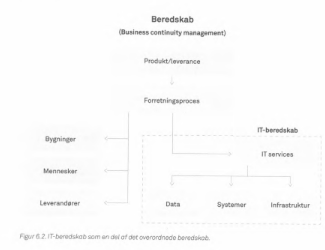 Beredskab
(Business continuity management)
Produkt/leverance
Forretningsproces
IT-beredskab
Bygninger
IT services
Mennesker
Leverandører
Data Systemer Infrastruktur
Figur 6.2. IT-beredskab som en del af det overordnede beredskab.